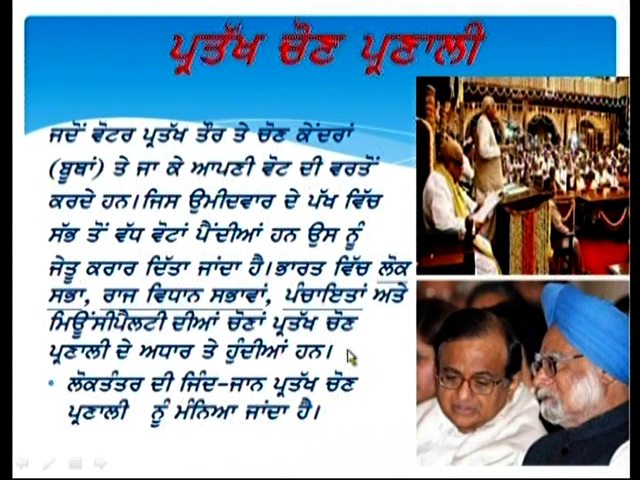 ਪ੍ਰਤੱਖ ਚੋਣ ਪ੍ਰਣਾਲੀ
ਜਦੋਂ ਵੋਟਰ ਪ੍ਰਤੱਖ ਤੌਰ ਤੇ ਚੋਣ ਕੇਂਦਰਾਂ
(ਬੂਥਾਂ) ਤੇ ਜਾ ਕੇ ਆਪਣੀ ਵੋਟ ਦੀ ਵਰਤੋਂ
ਕਰਦੇ ਹਨ।ਜਿਸ ਉਮੀਦਵਾਰ ਦੇ ਪੱਖ ਵਿੱਚ
ਸੱਭ ਤੋਂ ਵੱਧ ਵੋਟਾਂ ਪੈਂਦੀਆਂ ਹਨ ਉਸ ਨੂੰ
ਜੇਤੂ ਕਰਾਰ ਦਿੱਤਾ ਜਾਂਦਾ ਹੈ।ਭਾਰਤ ਵਿੱਚ ਲੋਕ
ਸਭਾ, ਰਾਜ ਵਿਧਾਨ ਸਭਾਵਾਂ, ਪੰਚਾਇਤਾਂ ਅਤੇ
ਮਿਊਂਸੀਪੈਲਟੀ ਦੀਆਂ ਚੋਣਾਂ ਪ੍ਰਤੱਖ ਚੋਣ
ਪ੍ਰਣਾਲੀ ਦੇ ਅਧਾਰ ਤੇ ਹੁੰਦੀਆਂ ਹਨ।
• ਲੋਕਤੰਤਰ ਦੀ ਜਿੰਦ-ਜਾਨ ਪ੍ਰਤੱਖ ਚੋਣ
ਪ੍ਰਣਾਲੀ ਨੂੰ ਮੰਨਿਆ ਜਾਂਦਾ ਹੈ।